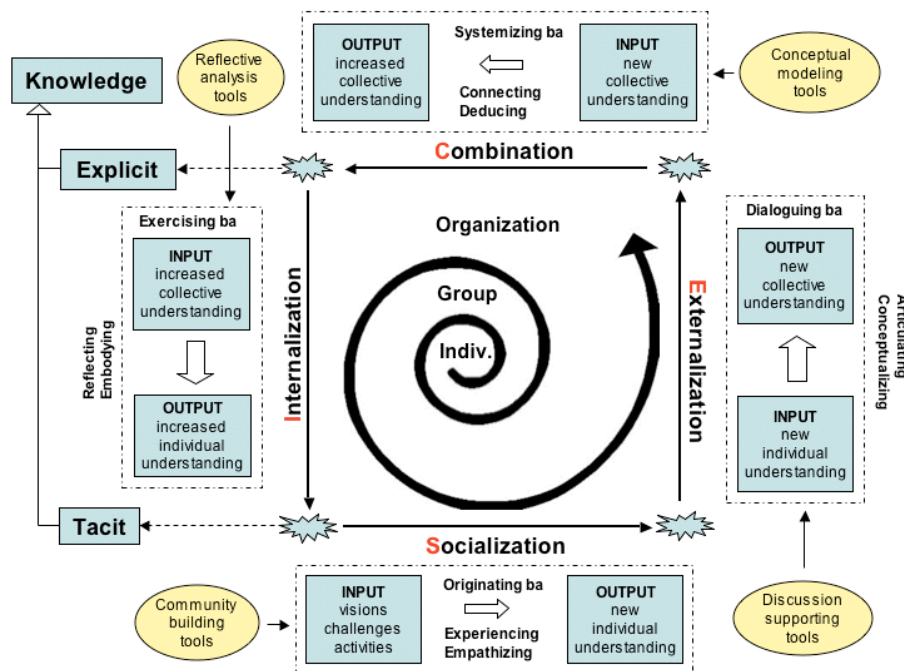 Knowledge
Reflective
analysis
tools
OUTPUT
increased
collective
understanding
Systemizing ba
Connecting
Deducing
INPUT
new
collective
understanding
Conceptual
modeling
tools
Combination
Explicit
Exercising ba
INPUT
increased
collective
understanding
OUTPUT
increased
individual
understanding
Reflecting
Embodying
Internalization
Organization
Group
Indiv.
Externalization
Dialoguing ba
OUTPUT
new
collective
understanding
INPUT
new
individual
understanding
Articulating
Conceptualizing
Tacit
Socialization
Community
building
tools
INPUT
visions
challenges
activities
Originating ba
Experiencing
Empathizing
OUTPUT
new
individual
understanding
Discussion
supporting
tools